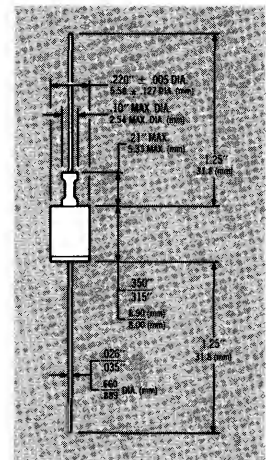 .220" ± .005 DIA.
5.58 ± .127 DIA. (mm)
.10" MAX. DIA.
2.54 MAX. DIA. (mm)
.21" MAX.
5.33 MAX. (mm)
1.25"
31.8 (mm)
.350"
.315"
8.90 (mm)
8.00 (mm)
1.25"
31.8 (mm)
.026"
.035"
.660
.889 DIA. (mm)